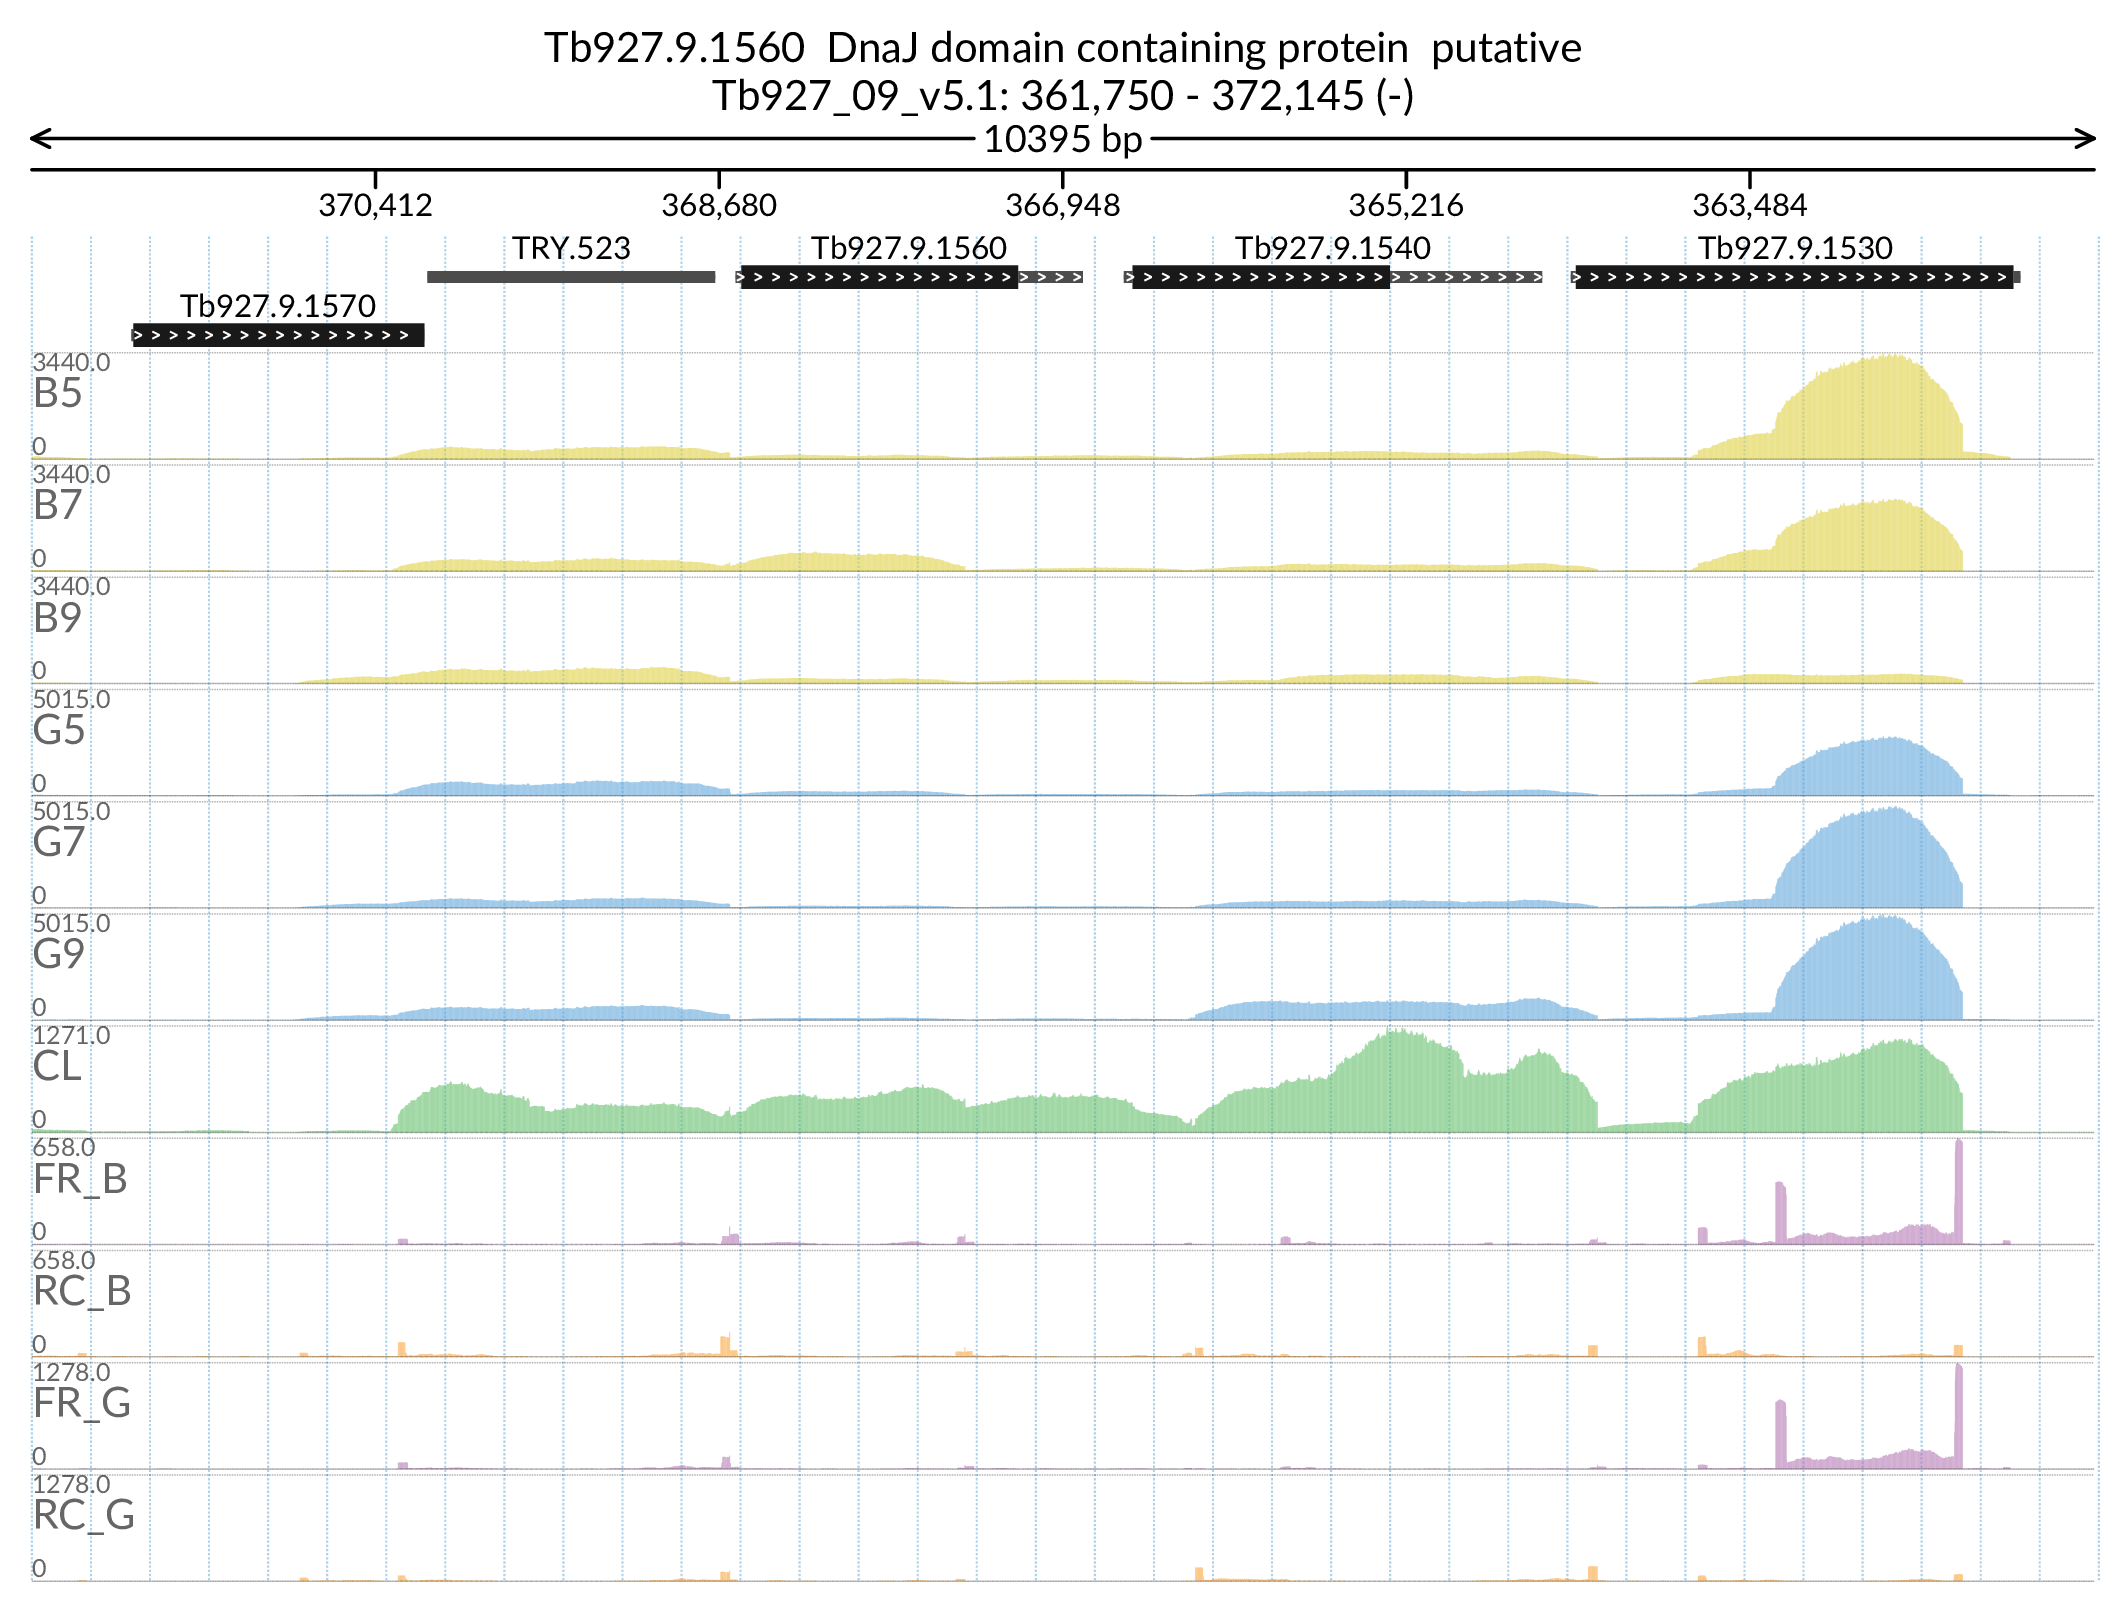 Tb927.9.1560  DnaJ domain containing protein  putative
Tb927_09_v5.1: 361,750 - 372,145 (-)
10395 bp
370,412 368,680 366,948 365,216 363,484
TRY.523 Tb927.9.1560 Tb927.9.1540 Tb927.9.1530
Tb927.9.1570
3440.0
B5
0
3440.0
B7
0
3440.0
B9
0
5015.0
G5
0
5015.0
G7
0
5015.0
G9
0
1271.0
CL
0
658.0
FR_B
0
658.0
RC_B
0
1278.0
FR_G
0
1278.0
RC_G
0